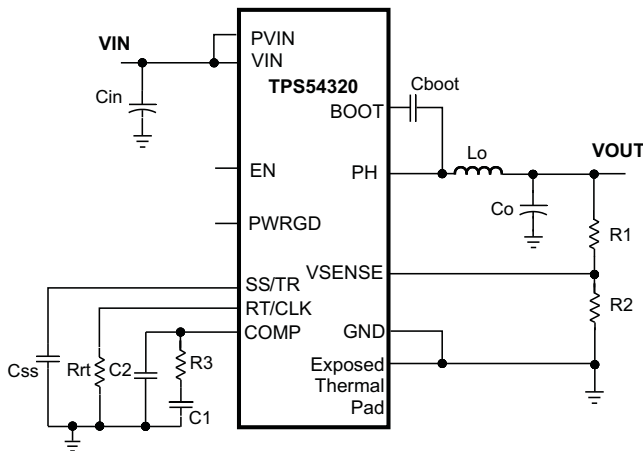 VIN
PVIN
VIN
TPS54320
Cboot
Cin
BOOT
Lo
VOUT
EN
PH
Co
R1
PWRGD
VSENSE
SS/TR
R2
RT/CLK
COMP
GND
Css
Rrt
C2
R3
C1
Exposed
Thermal
Pad